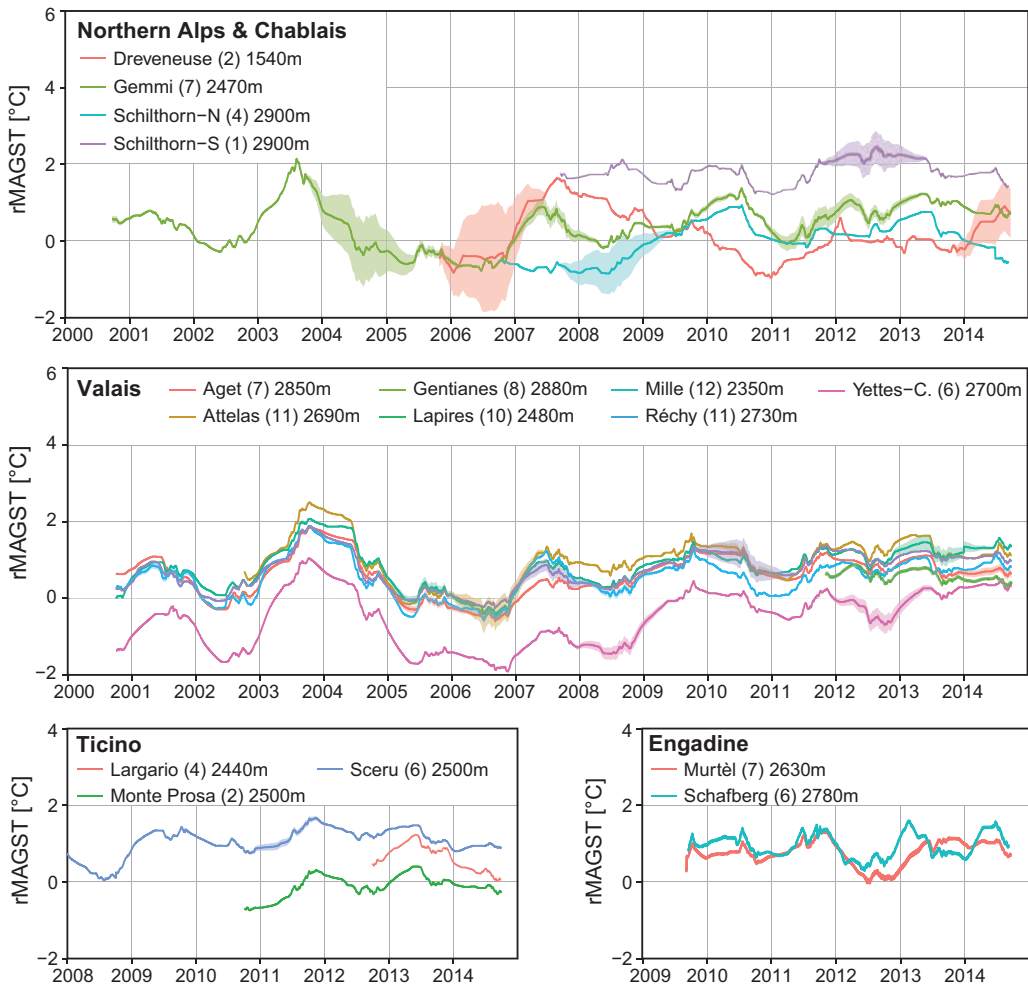 Northern Alps & Chablais
Dreveneuse (2) 1540m
Gemmi (7) 2470m
Schilthorn−N (4) 2900m
Schilthorn−S (1) 2900m
rMAGST [°C]
6
4
2
0
−2
2000 2001 2002 2003 2004 2005 2006 2007 2008 2009 2010 2011 2012 2013 2014
Valais
Aget (7) 2850m Gentianes (8) 2880m Mille (12) 2350m Yettes−C. (6) 2700m
Attelas (11) 2690m Lapires (10) 2480m Réchy (11) 2730m
rMAGST [°C]
6
4
2
0
−2
2000 2001 2002 2003 2004 2005 2006 2007 2008 2009 2010 2011 2012 2013 2014
Ticino
Largario (4) 2440m Sceru (6) 2500m
Monte Prosa (2) 2500m
rMAGST [°C]
4
2
0
−2
2008 2009 2010 2011 2012 2013 2014
Engadine
Murtèl (7) 2630m
Schafberg (6) 2780m
rMAGST [°C]
4
2
0
−2
2009 2010 2011 2012 2013 2014